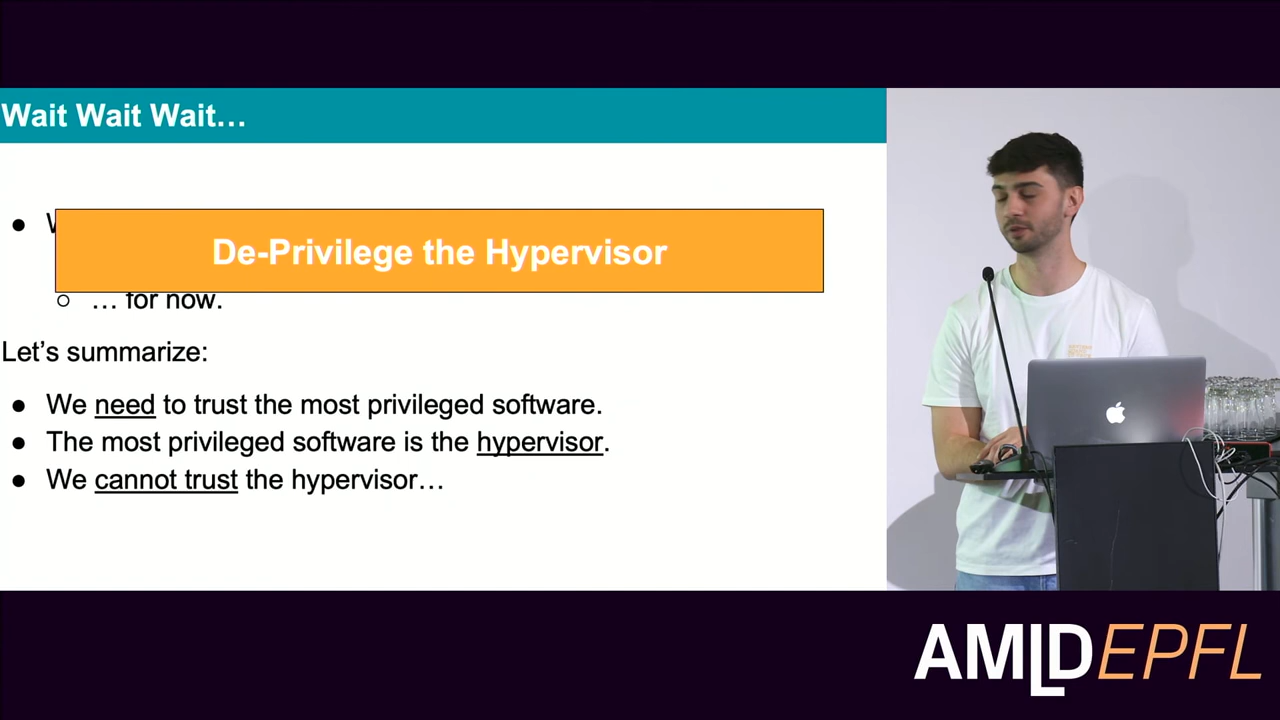 Wait Wait Wait…
De-Privilege the Hypervisor
… for now.
Let’s summarize:
We need to trust the most privileged software.
The most privileged software is the hypervisor.
We cannot trust the hypervisor…
AMLD EPFL